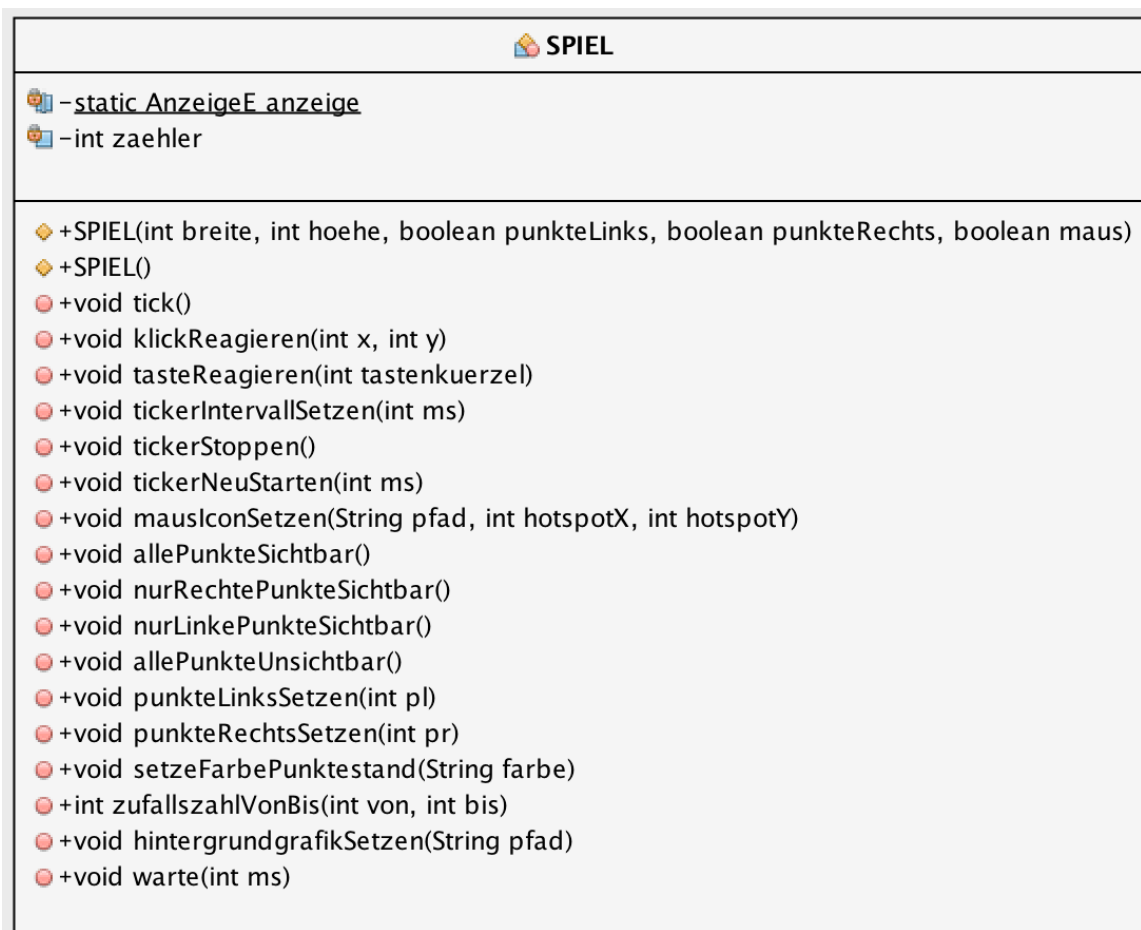 SPIEL
-static AnzeigeE anzeige
-int zaehler
+SPIEL(int breite, int hoehe, boolean punkteLinks, boolean punkteRechts, boolean maus)
+SPIEL()
+void tick()
+void klickReagieren(int x, int y)
+void tasteReagieren(int tastenkuerzel)
+void tickerIntervallSetzen(int ms)
+void tickerStoppen()
+void tickerNeuStarten(int ms)
+void mausIconSetzen(String pfad, int hotspotX, int hotspotY)
+void allePunkteSichtbar()
+void nurRechtePunkteSichtbar()
+void nurLinkePunkteSichtbar()
+void allePunkteUnsichtbar()
+void punkteLinksSetzen(int pl)
+void punkteRechtsSetzen(int pr)
+void setzeFarbePunktestand(String farbe)
+int zufallszahlVonBis(int von, int bis)
+void hintergrundgrafikSetzen(String pfad)
+void warte(int ms)